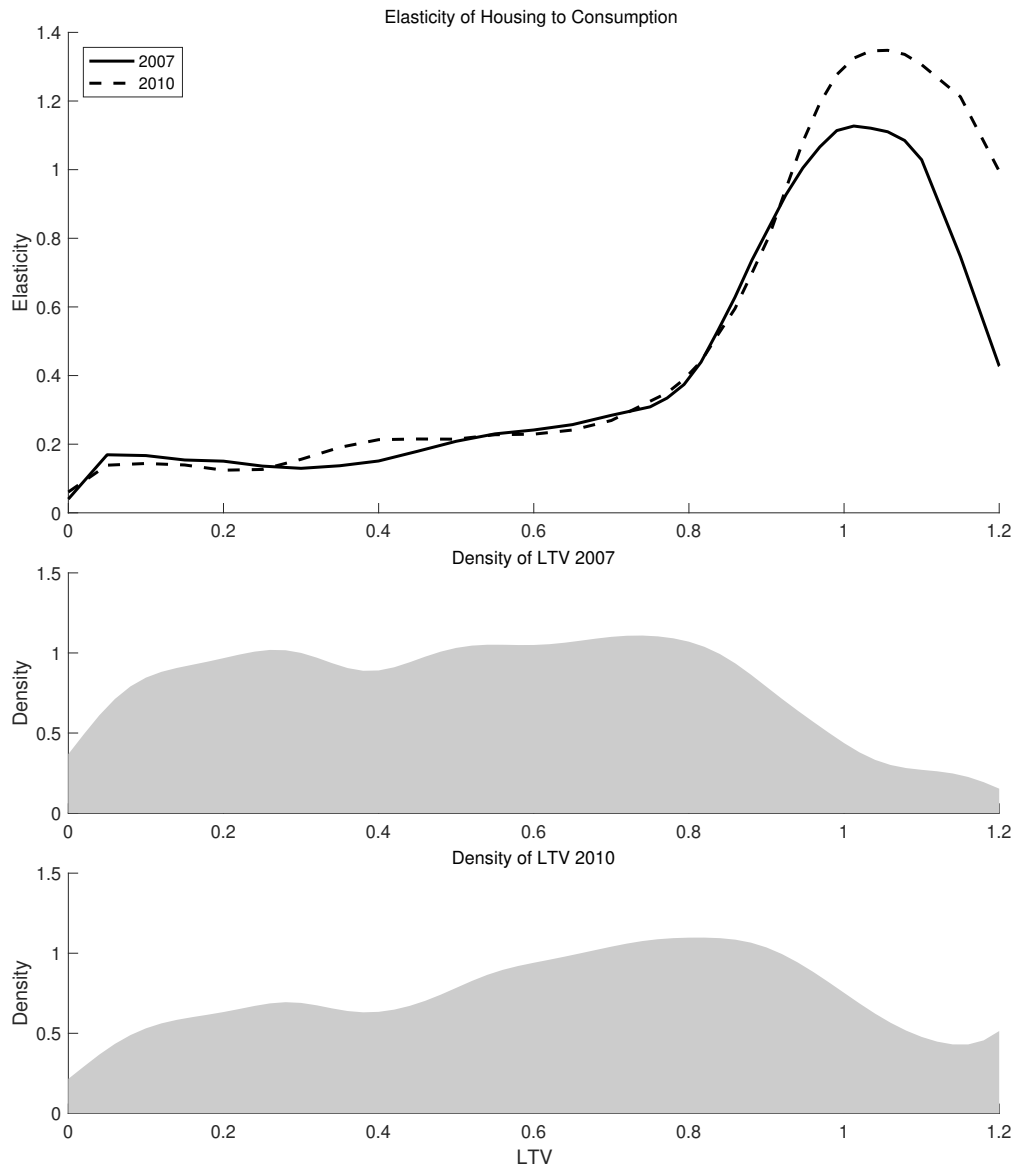 Elasticity of Housing to Consumption
1.4
2007
2010
1.2
1
0.8
Elasticity
0.6
0.4
0.2
0
0 0.2 0.4 0.6 0.8 1 1.2
Density of LTV 2007
1.5
1
Density
0.5
0
0 0.2 0.4 0.6 0.8 1 1.2
Density of LTV 2010
1.5
1
Density
0.5
0
0 0.2 0.4 0.6 0.8 1 1.2
LTV